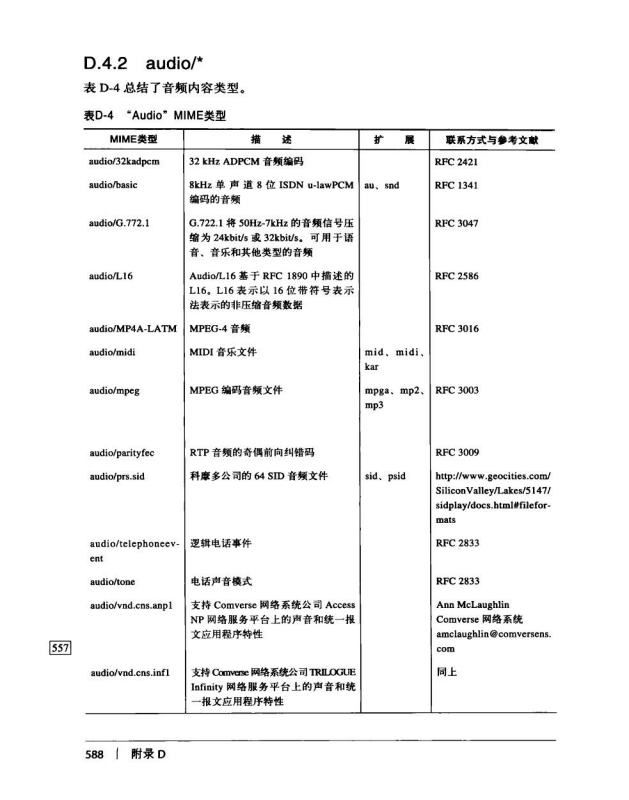 D.4.2 audio/*
表 D-4 总结了音频内容类型。
表D-4 “Audio”MIME类型
MIME类型 描 述 扩 展 联系方式与参考文献
audio/32kadpcm 32 kHz ADPCM 音频编码 RFC 2421
audio/basic 8kHz 单 声 道 8 位 ISDN u-lawPCM au、snd RFC 1341
编码的音频
audio/G.772.1 G.722.1 将 50Hz-7kHz 的音频信号压 RFC 3047
缩为 24kbit/s 或 32kbit/s。可用于语
音、音乐和其他类型的音频
audio/L16 Audio/L16 基于 RFC 1890 中描述的 RFC 2586
L16。L16 表示以 16 位带符号表示
法表示的非压缩音频数据
audio/MP4A-LATM MPEG-4 音频 RFC 3016
audio/midi MIDI 音乐文件 mid、midi、
kar
audio/mpeg MPEG 编码音频文件 mpga、mp2、 RFC 3003
mp3
audio/parityfec RTP 音频的奇偶前向纠错码 RFC 3009
audio/prs.sid 科摩多公司的 64 SID 音频文件 sid、psid http://www.geocities.com/
SiliconValley/Lakes/5147/
sidplay/docs.html#filefor-
mats
audio/telephoneev- 逻辑电话事件 RFC 2833
ent
audio/tone 电话声音模式 RFC 2833
audio/vnd.cns.anp1 支持 Comverse 网络系统公司 Access Ann McLaughlin
NP 网络服务平台上的声音和统一报 Comverse 网络系统
文应用程序特性 amclaughlin@comversens.
557 com
audio/vnd.cns.inf1 支持 Comverse 网络系统公司 TRILOGUE 同上
Infinity 网络服务平台上的声音和统
一报文应用程序特性
588 | 附录 D